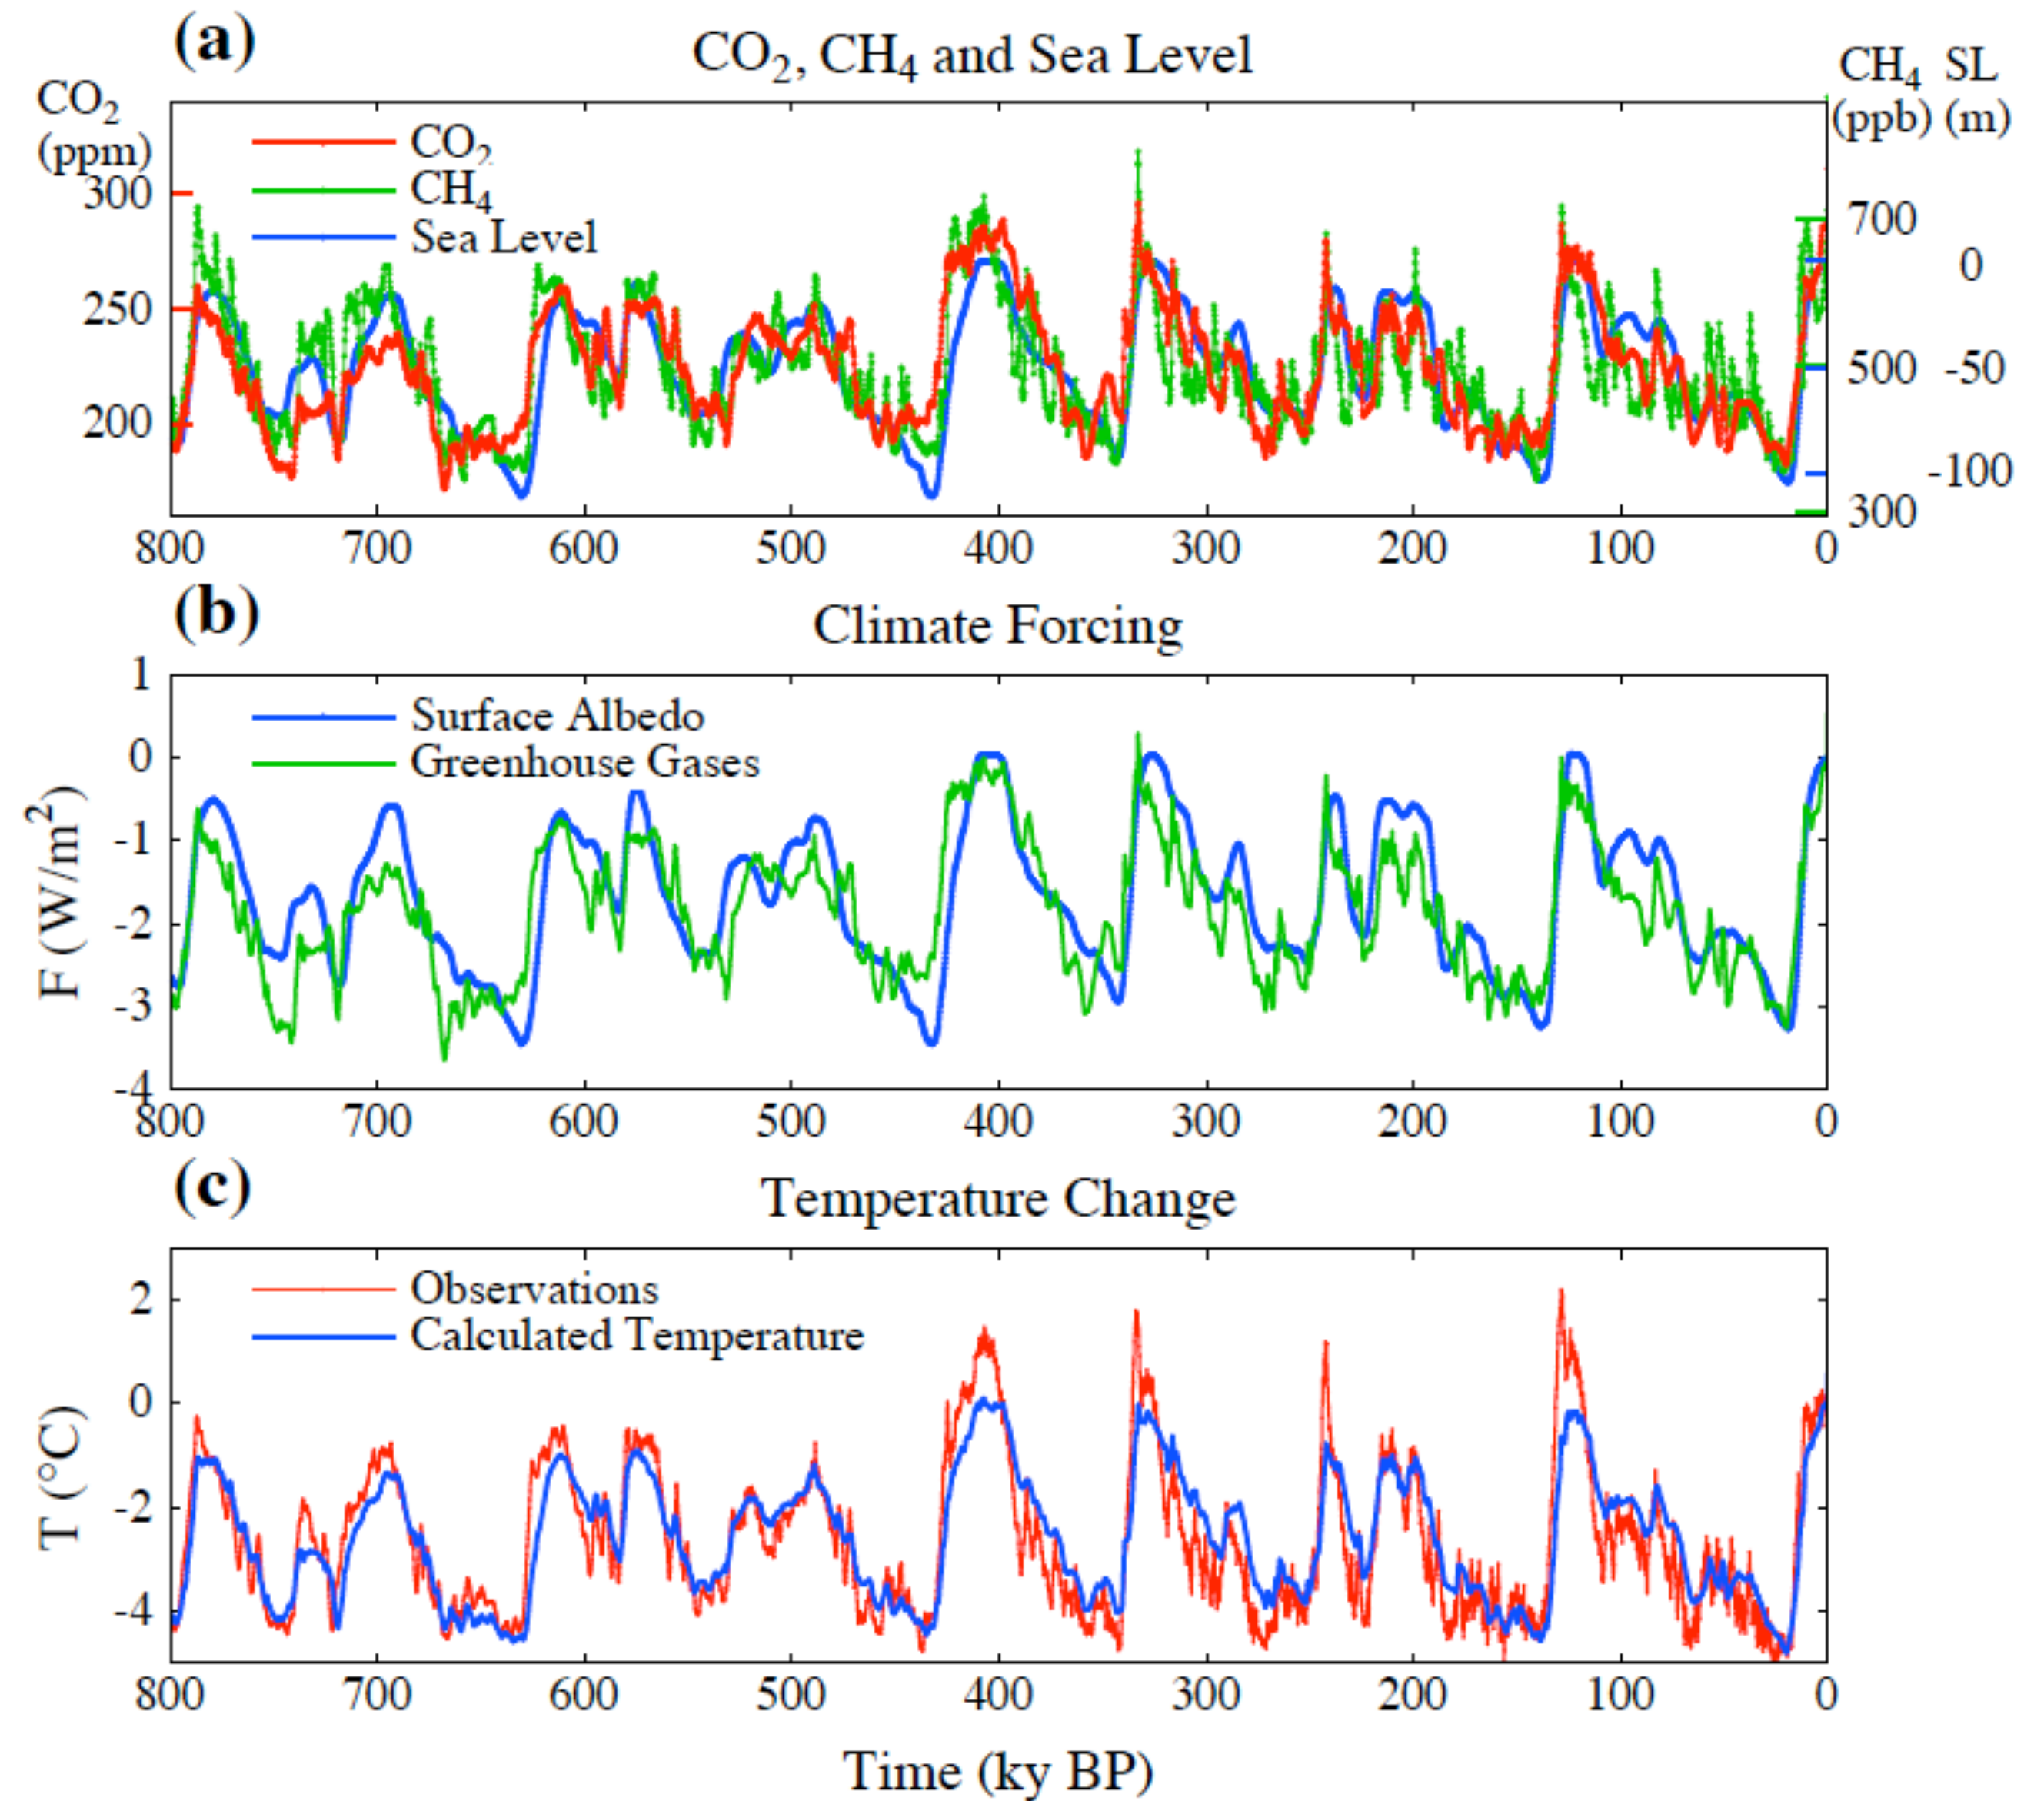 (a)
CO₂, CH₄ and Sea Level
CO₂
(ppm)
CH₄ SL
(ppb) (m)
CO₂
CH₄
Sea Level
300
250
200
700
0
500 -50
-100
300
800 700 600 500 400 300 200 100 0
(b)
Climate Forcing
Surface Albedo
Greenhouse Gases
F (W/m²)
1
0
-1
-2
-3
-4
800 700 600 500 400 300 200 100 0
(c)
Temperature Change
Observations
Calculated Temperature
T (°C)
2
0
-2
-4
800 700 600 500 400 300 200 100 0
Time (ky BP)